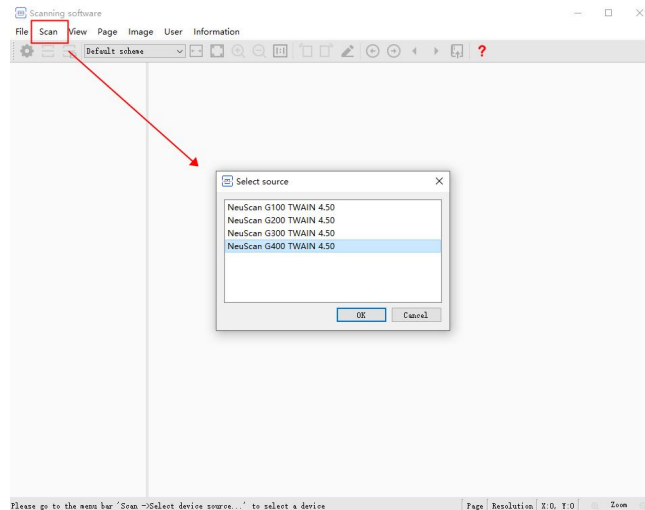 Scanning software
File Scan View Page Image User Information
Default scheme ?
Select source
NeuScan G100 TWAIN 4.50
NeuScan G200 TWAIN 4.50
NeuScan G300 TWAIN 4.50
NeuScan G400 TWAIN 4.50
OK Cancel
Please go to the menu bar 'Scan ->Select device source...' to select a device Page Resolution X:0, Y:0 Zoom